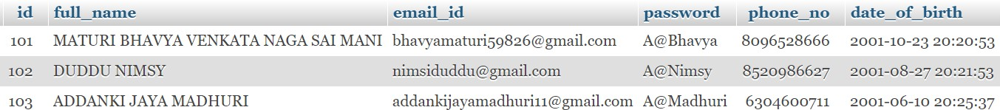 id full_name email_id password phone_no date_of_birth
101 MATURI BHAVYA VENKATA NAGA SAI MANI bhavyamaturi59826@gmail.com A@Bhavya 8096528666 2001-10-23 20:20:53
102 DUDDU NIMSY nimsiduddu@gmail.com A@Nimsy 8520986627 2001-08-27 20:21:53
103 ADDANKI JAYA MADHURI addankijayamadhuri11@gmail.com A@Madhuri 6304600711 2001-06-10 20:25:37